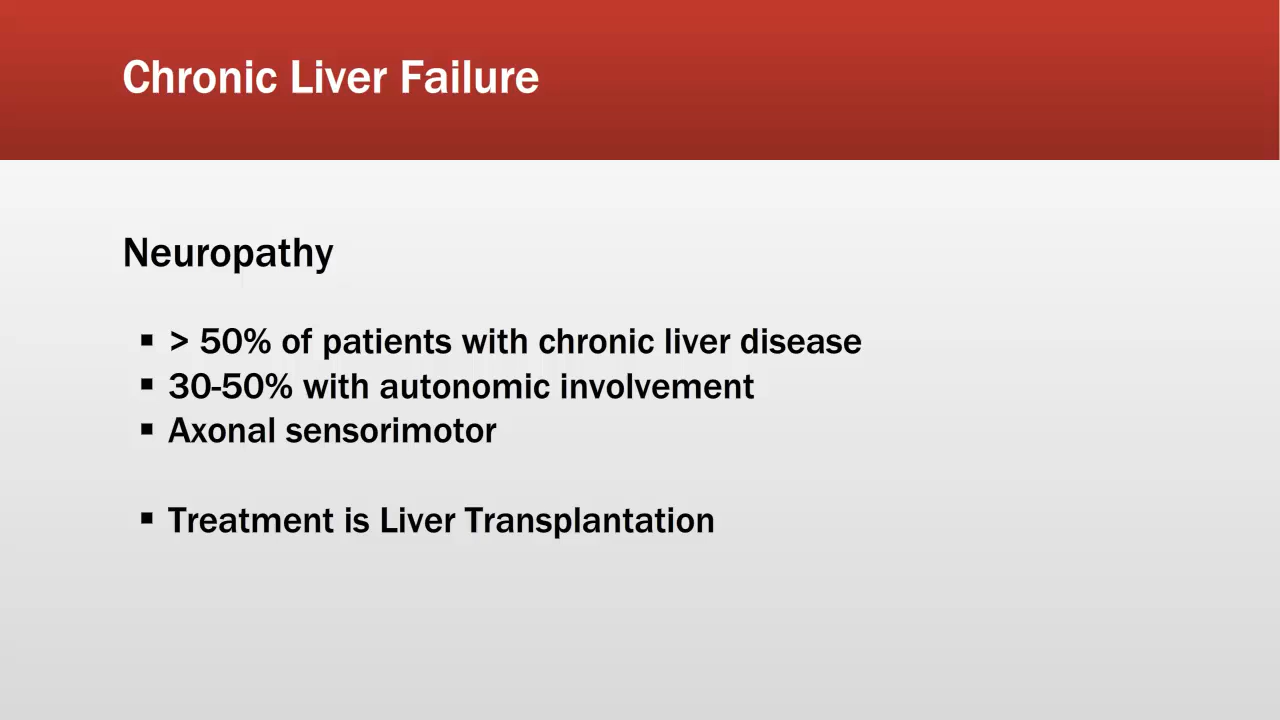 Chronic Liver Failure
Neuropathy
▪ > 50% of patients with chronic liver disease
▪ 30-50% with autonomic involvement
▪ Axonal sensorimotor
▪ Treatment is Liver Transplantation